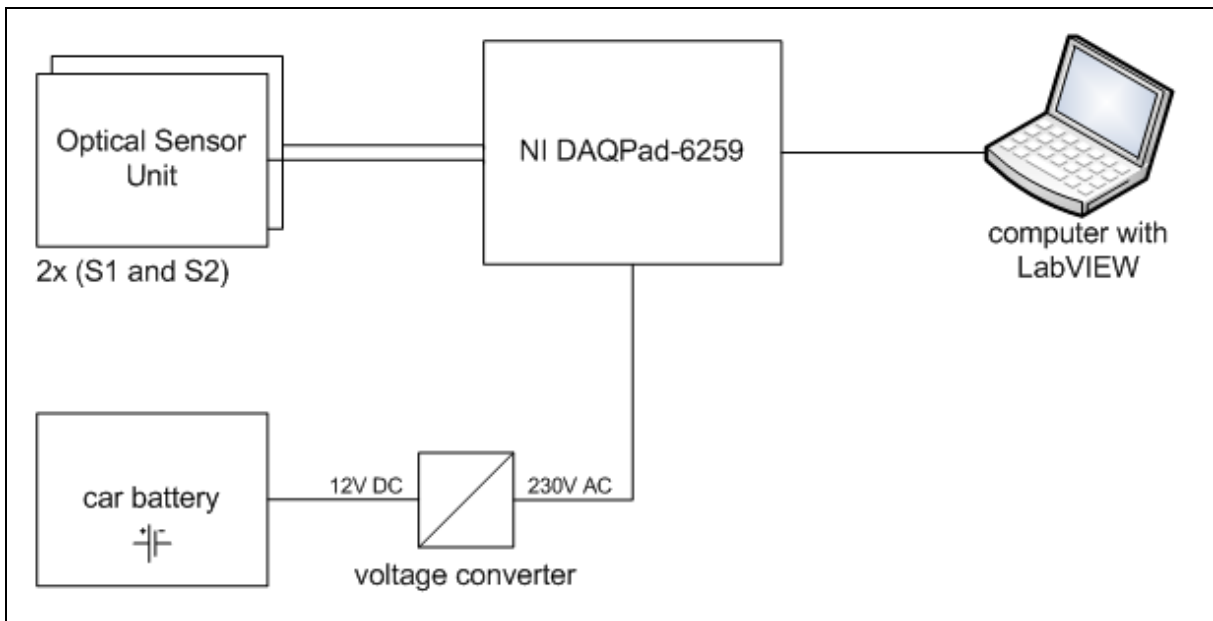 Optical Sensor
Unit
2x (S1 and S2)
NI DAQPad-6259
computer with
LabVIEW
car battery
+ -
12V DC
230V AC
voltage converter